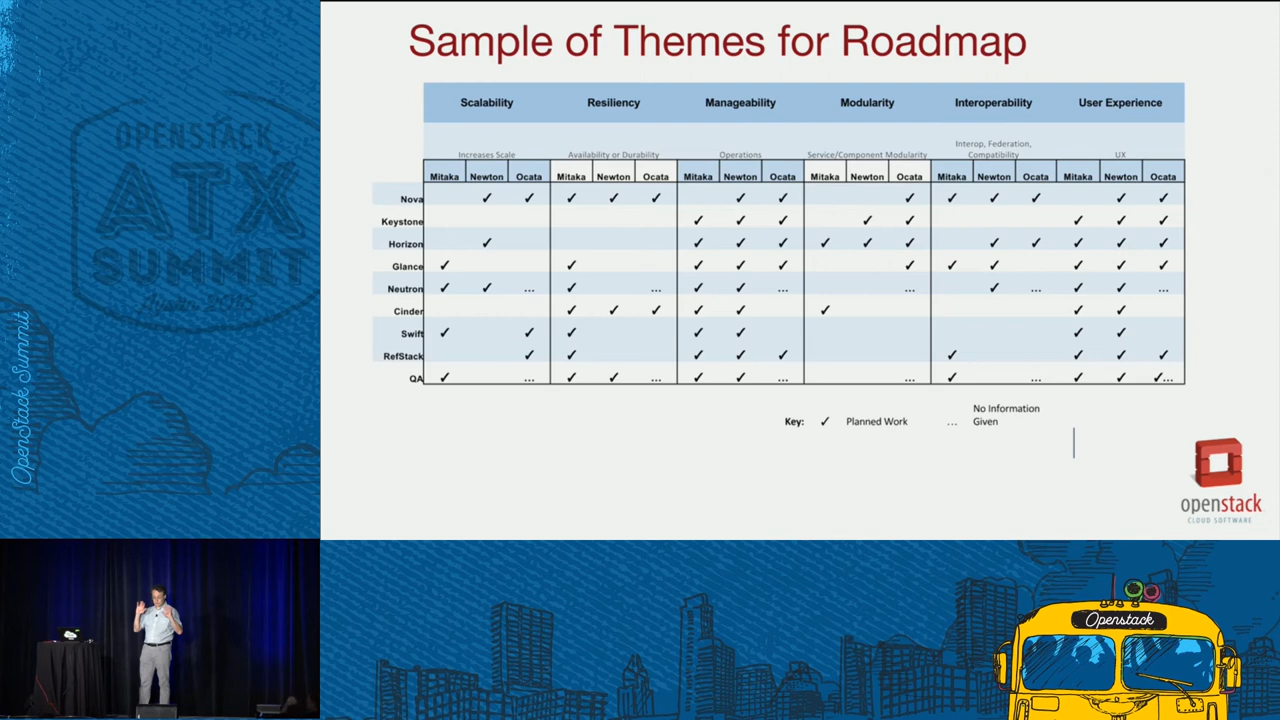 Sample of Themes for Roadmap
Scalability Resiliency Manageability Modularity Interoperability User Experience
Increases Scale Availability or Durability Operations Service/Component Modularity Interop, Federation, Compatibility UX
Mitaka Newton Ocata Mitaka Newton Ocata Mitaka Newton Ocata Mitaka Newton Ocata Mitaka Newton Ocata Mitaka Newton Ocata
Nova ✓ ✓ ✓ ✓ ✓ ✓ ✓ ✓ ✓ ✓ ✓ ✓ ✓
Keystone ✓ ✓ ✓ ✓ ✓ ✓ ✓ ✓
Horizon ✓ ✓ ✓ ✓ ✓ ✓ ✓ ✓ ✓ ✓ ✓ ✓
Glance ✓ ✓ ✓ ✓ ✓ ✓ ✓ ✓ ✓ ✓ ✓
Neutron ✓ ✓ ... ✓ ... ✓ ✓ ... ... ✓ ... ✓ ✓ ...
Cinder ✓ ✓ ✓ ✓ ✓ ✓ ✓ ✓
Swift ✓ ✓ ✓ ✓ ✓ ✓ ✓
RefStack ✓ ✓ ✓ ✓ ✓ ✓ ✓ ✓ ✓
QA ✓ ... ✓ ✓ ... ✓ ✓ ... ... ✓ ... ✓ ✓ ✓...
Key: ✓ Planned Work ... No Information Given
openstack
CLOUD SOFTWARE
OPENSTACK
ATX
SUMMIT
Austin 2016
OpenStack Summit
Openstack